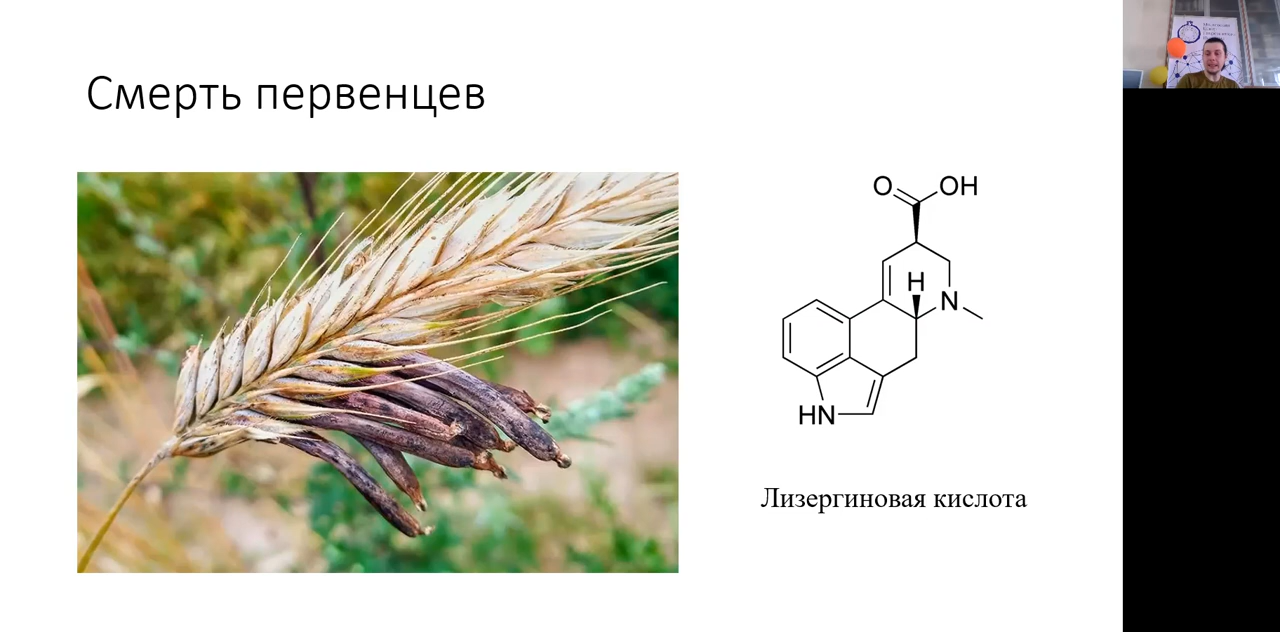 Смерть первенцев
O
OH
H
N
HN
Лизергиновая кислота